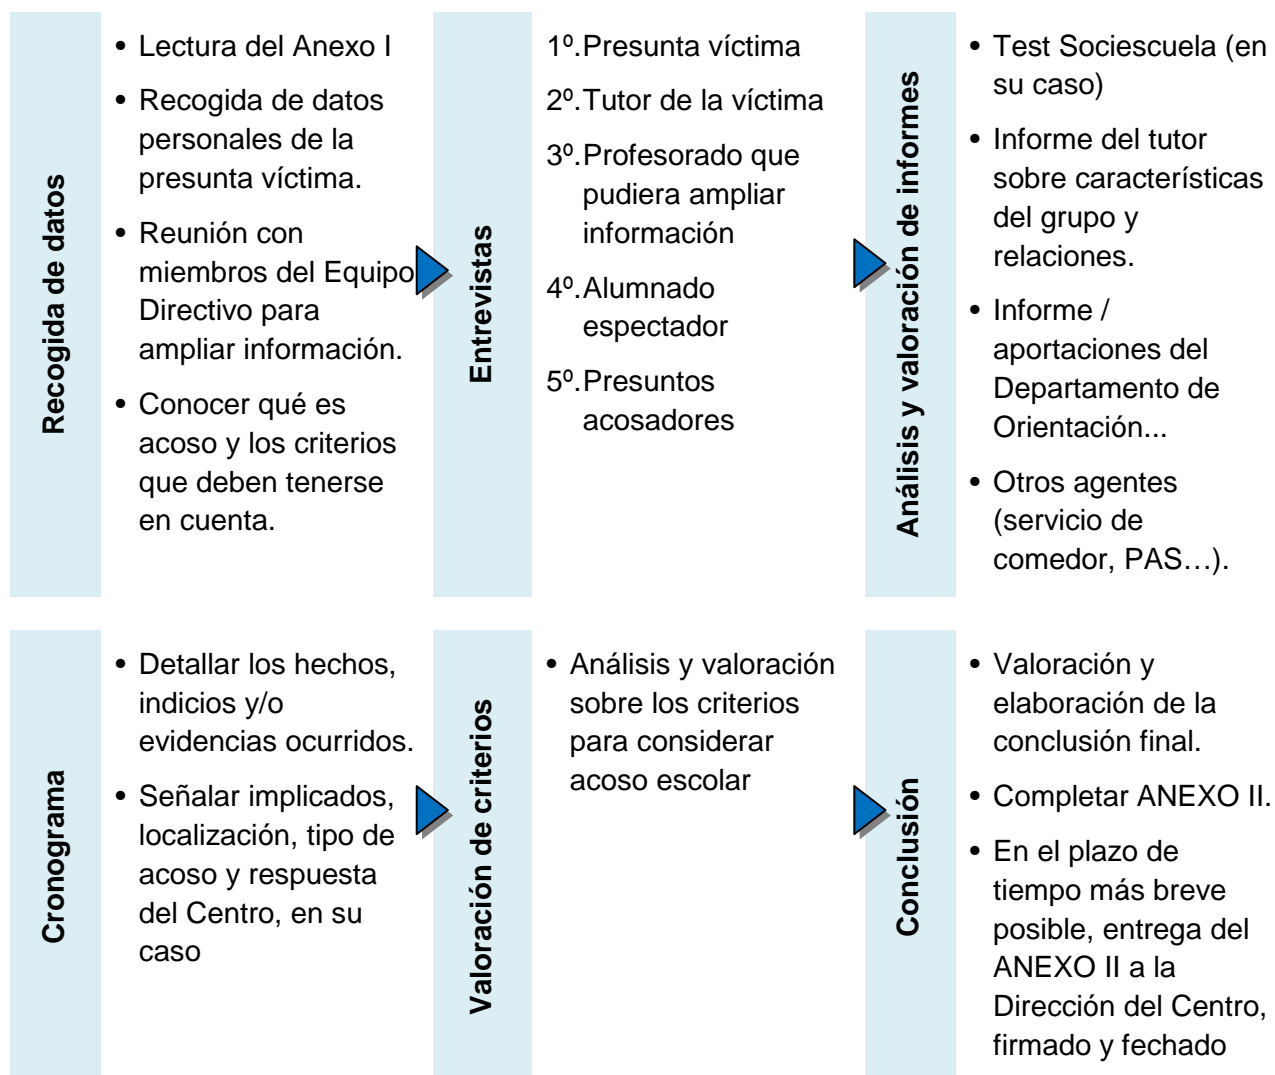 Recogida de datos
• Lectura del Anexo I
• Recogida de datos
personales de la
presunta víctima.
• Reunión con
miembros del Equipo
Directivo para
ampliar información.
• Conocer qué es
acoso y los criterios
que deben tenerse
en cuenta.
Entrevistas
1º.Presunta víctima
2º.Tutor de la víctima
3º.Profesorado que
pudiera ampliar
información
4º.Alumnado
espectador
5º.Presuntos
acosadores
Análisis y valoración de informes
• Test Sociescuela (en
su caso)
• Informe del tutor
sobre características
del grupo y
relaciones.
• Informe /
aportaciones del
Departamento de
Orientación...
• Otros agentes
(servicio de
comedor, PAS…).
Cronograma
• Detallar los hechos,
indicios y/o
evidencias ocurridos.
• Señalar implicados,
localización, tipo de
acoso y respuesta
del Centro, en su
caso
Valoración de criterios
• Análisis y valoración
sobre los criterios
para considerar
acoso escolar
Conclusión
• Valoración y
elaboración de la
conclusión final.
• Completar ANEXO II.
• En el plazo de
tiempo más breve
posible, entrega del
ANEXO II a la
Dirección del Centro,
firmado y fechado